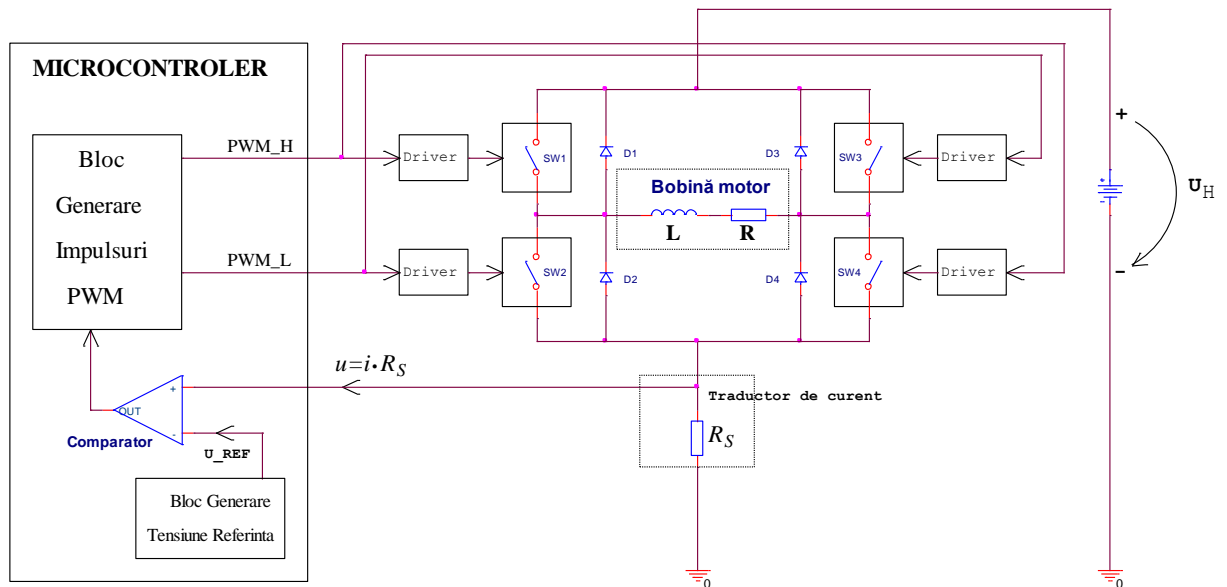 MICROCONTROLER
Bloc
Generare
Impulsuri
PWM
PWM_H
PWM_L
Driver
Driver
SW1
SW2
D1
D2
D3
D4
Bobină motor
L
R
SW3
SW4
Driver
Driver
+
+
-
-
U_H
u=i·R_S
+
OUT
-
Comparator
U_REF
Bloc Generare
Tensiune Referinta
Traductor de curent
R_S
0
0